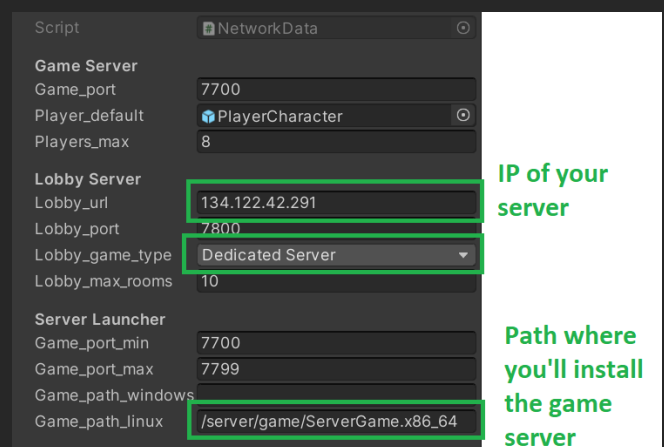 Script NetworkData
Game Server
Game_port 7700
Player_default PlayerCharacter
Players_max 8
Lobby Server
Lobby_url 134.122.42.291
Lobby_port 7800
Lobby_game_type Dedicated Server
Lobby_max_rooms 10
IP of your
server
Server Launcher
Game_port_min 7700
Game_port_max 7799
Game_path_windows
Game_path_linux /server/game/ServerGame.x86_64
Path where
you'll install
the game
server